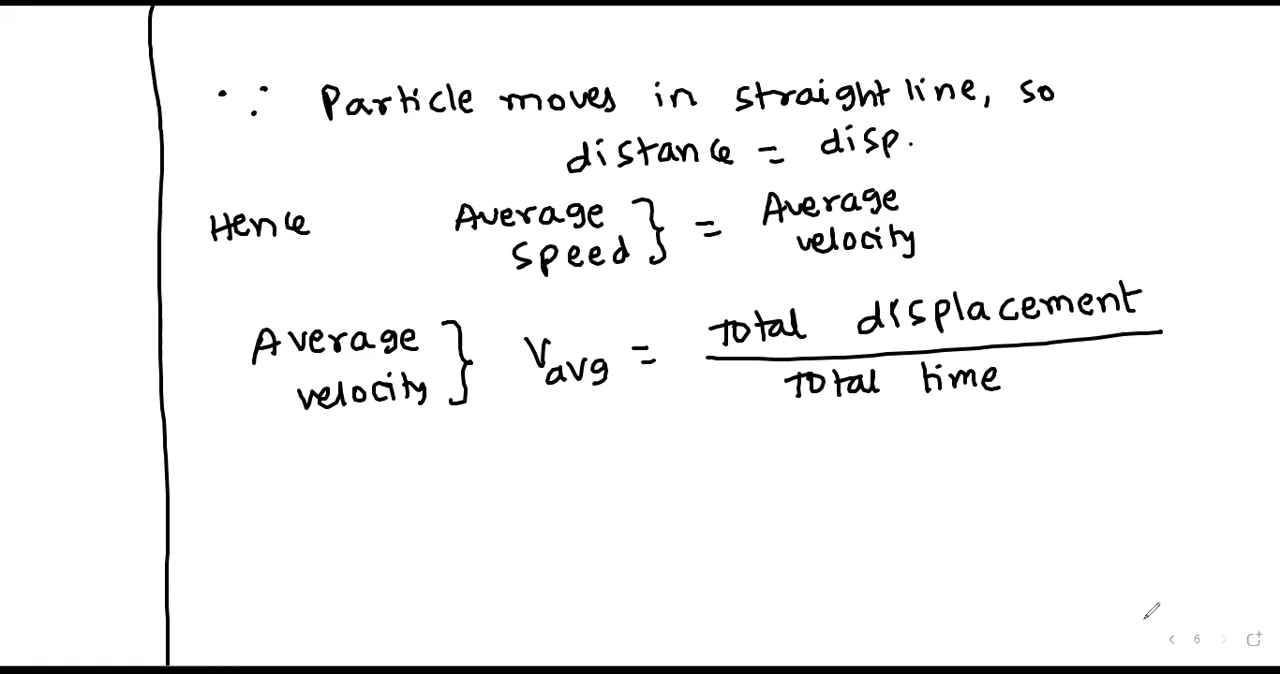 ∵ Particle moves in straight line, so
distance = disp.
Hence Average speed } = Average velocity
Average velocity } Vavg = Total displacement / Total time
6